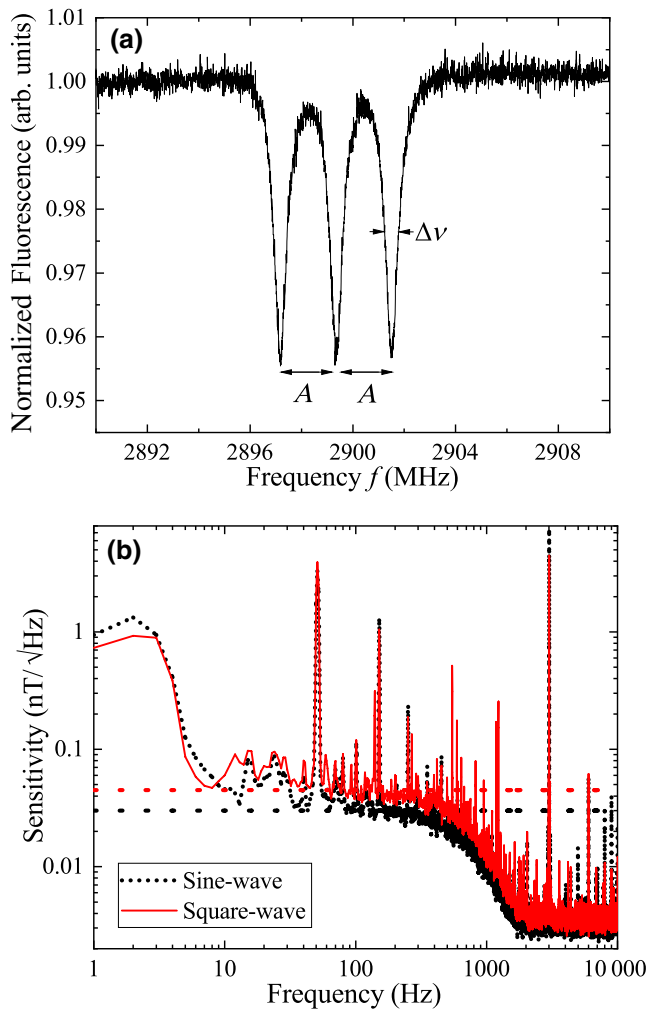 (a)
Normalized Fluorescence (arb. units)
1.00
0.99
0.98
0.97
0.96
0.95
Δν
A A
2892 2896 2900 2904 2908
Frequency f (MHz)
(b)
Sensitivity (nT/√Hz)
1
0.1
0.01
Sine-wave
Square-wave
1 10 100 1000 10 000
Frequency (Hz)